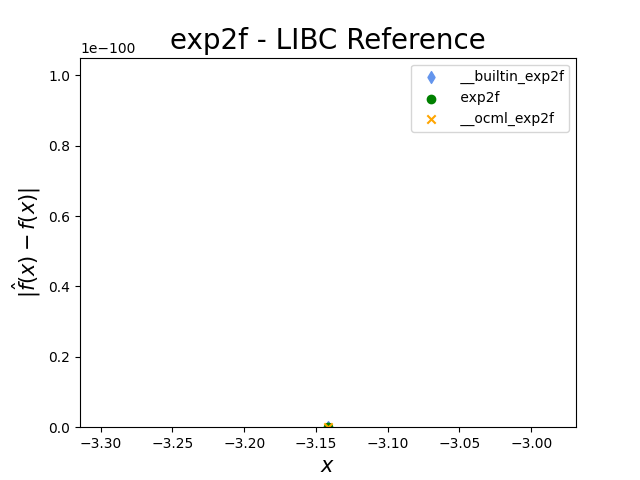 exp2f - LIBC Reference
1e−100
1.0
0.8
0.6
0.4
0.2
0.0
|f̂(x) − f(x)|
__builtin_exp2f
exp2f
__ocml_exp2f
−3.30 −3.25 −3.20 −3.15 −3.10 −3.05 −3.00
x